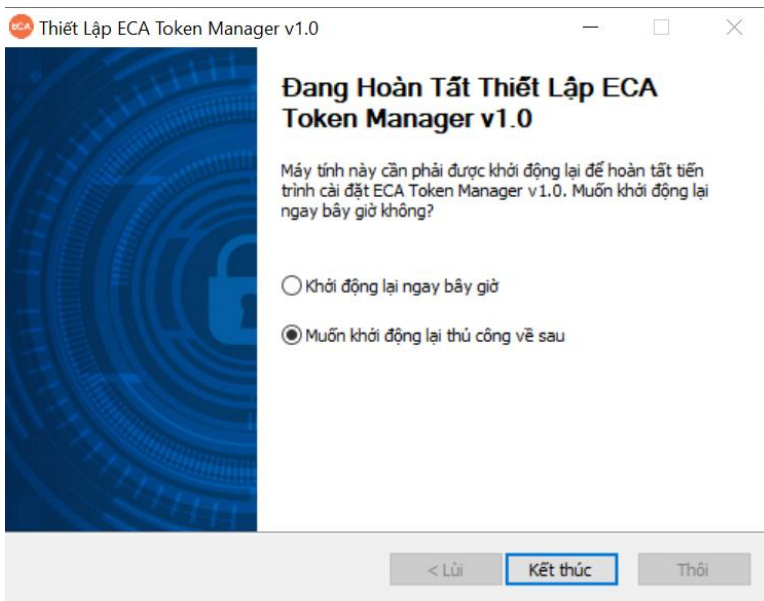 ECA
Thiết Lập ECA Token Manager v1.0
Đang Hoàn Tất Thiết Lập ECA
Token Manager v1.0
Máy tính này cần phải được khởi động lại để hoàn tất tiến
trình cài đặt ECA Token Manager v1.0. Muốn khởi động lại
ngay bây giờ không?
Khởi động lại ngay bây giờ
Muốn khởi động lại thủ công về sau
< Lùi
Kết thúc
Thôi